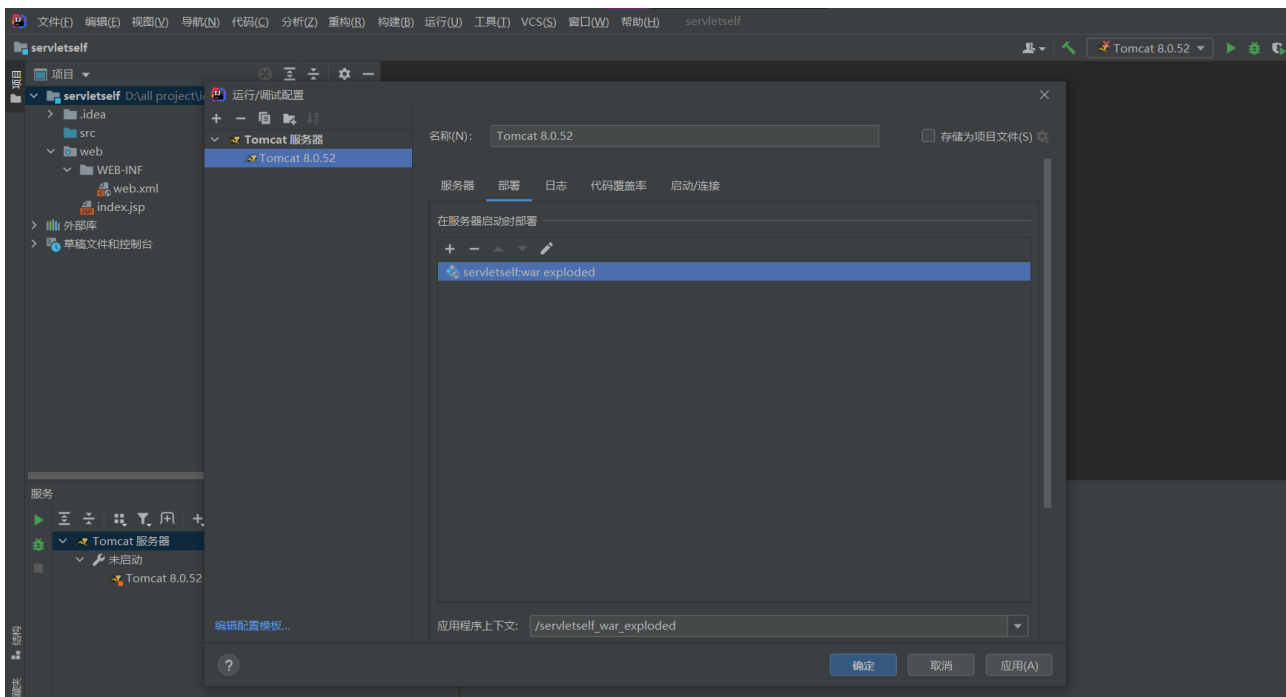 文件(F) 编辑(E) 视图(V) 导航(N) 代码(C) 分析(Z) 重构(R) 构建(B) 运行(U) 工具(T) VCS(S) 窗口(W) 帮助(H) servletself
servletself
Tomcat 8.0.52
项目
项目
servletself D:\all project\i
.idea
src
web
WEB-INF
web.xml
index.jsp
外部库
草稿文件和控制台
运行/调试配置
Tomcat 服务器
Tomcat 8.0.52
名称(N): Tomcat 8.0.52
存储为项目文件(S)
服务器 部署 日志 代码覆盖率 启动/连接
在服务器启动时部署
servletself:war exploded
服务
Tomcat 服务器
未启动
Tomcat 8.0.52
编辑配置模板...
应用程序上下文: /servletself_war_exploded
结构
? 确定 取消 应用(A)